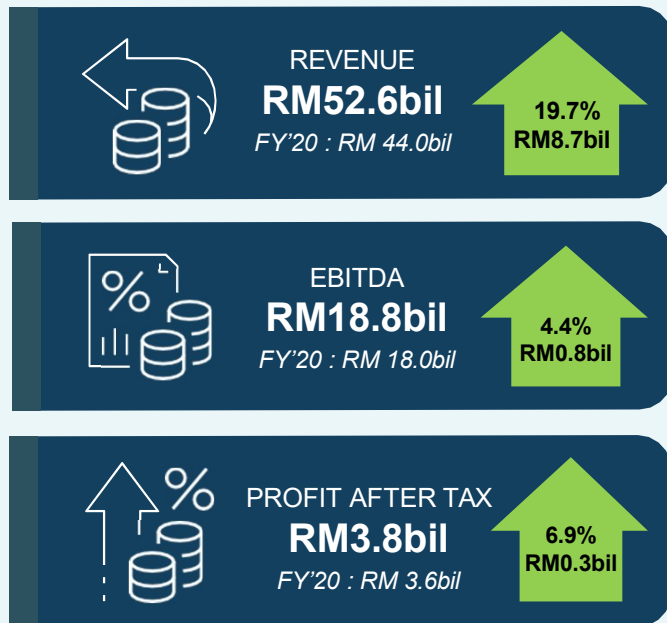 REVENUE
RM52.6bil
FY'20 : RM 44.0bil
19.7%
RM8.7bil
%
EBITDA
RM18.8bil
FY'20 : RM 18.0bil
4.4%
RM0.8bil
%
PROFIT AFTER TAX
RM3.8bil
FY'20 : RM 3.6bil
6.9%
RM0.3bil